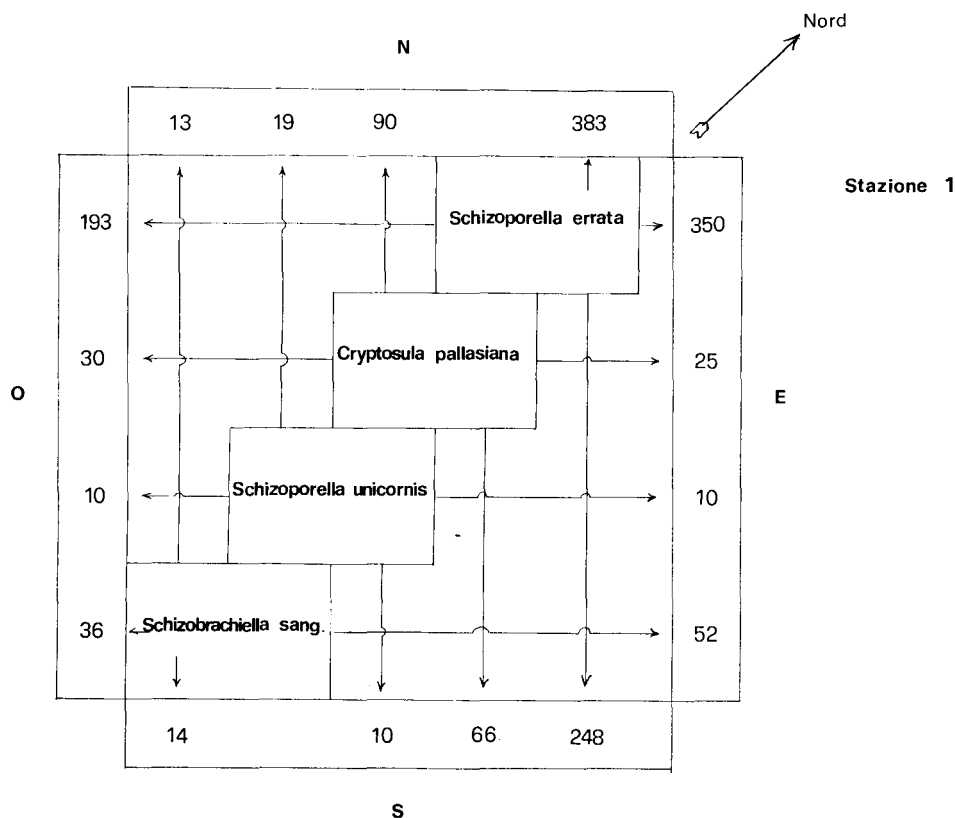 Nord
N
13 19 90 383
Stazione 1
193 Schizoporella errata 350
30 Cryptosula pallasiana 25
O E
10 Schizoporella unicornis 10
36 Schizobrachiella sang. 52
14 10 66 248
S